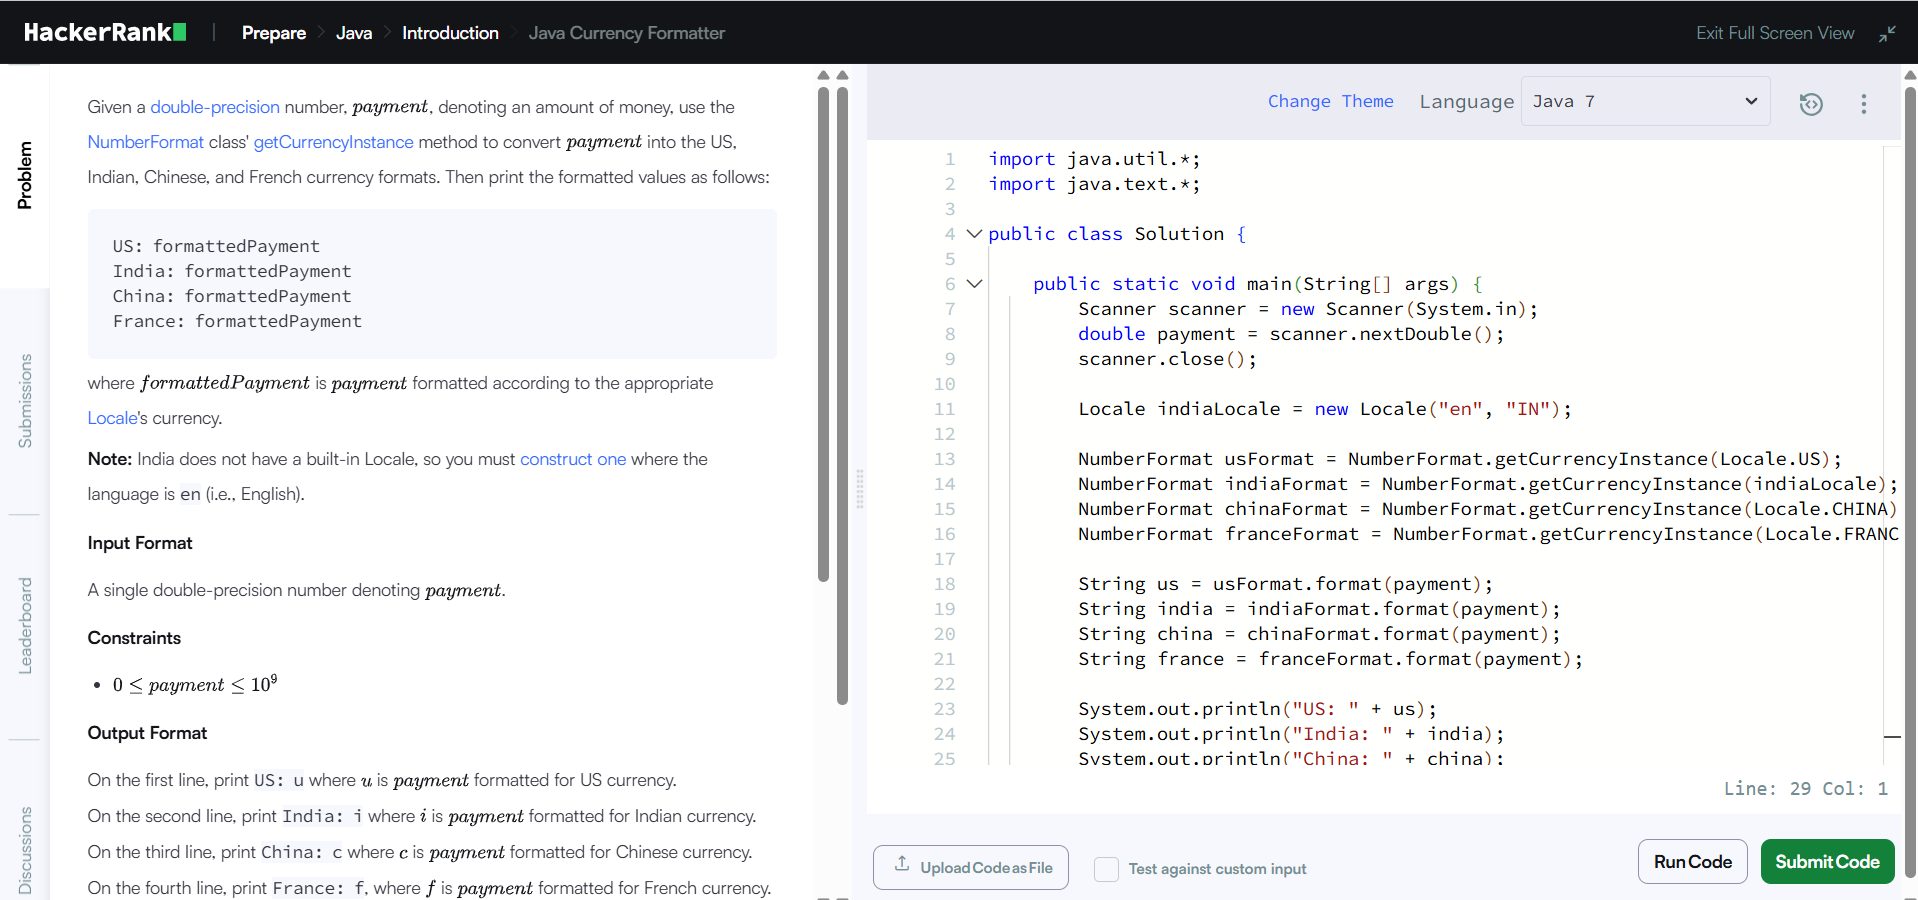 HackerRank | Prepare > Java > Introduction > Java Currency Formatter
Exit Full Screen View
Problem
Submissions
Leaderboard
Discussions
Given a double-precision number, payment, denoting an amount of money, use the
NumberFormat class' getCurrencyInstance method to convert payment into the US,
Indian, Chinese, and French currency formats. Then print the formatted values as follows:
US: formattedPayment
India: formattedPayment
China: formattedPayment
France: formattedPayment
where formattedPayment is payment formatted according to the appropriate
Locale's currency.
Note: India does not have a built-in Locale, so you must construct one where the
language is en (i.e., English).
Input Format
A single double-precision number denoting payment.
Constraints
• 0 ≤ payment ≤ 10⁹
Output Format
On the first line, print US: u where u is payment formatted for US currency.
On the second line, print India: i where i is payment formatted for Indian currency.
On the third line, print China: c where c is payment formatted for Chinese currency.
On the fourth line, print France: f, where f is payment formatted for French currency.
Change Theme Language Java 7
1 import java.util.*;
2 import java.text.*;
3
4 public class Solution {
5
6 public static void main(String[] args) {
7 Scanner scanner = new Scanner(System.in);
8 double payment = scanner.nextDouble();
9 scanner.close();
10
11 Locale indiaLocale = new Locale("en", "IN");
12
13 NumberFormat usFormat = NumberFormat.getCurrencyInstance(Locale.US);
14 NumberFormat indiaFormat = NumberFormat.getCurrencyInstance(indiaLocale);
15 NumberFormat chinaFormat = NumberFormat.getCurrencyInstance(Locale.CHINA)
16 NumberFormat franceFormat = NumberFormat.getCurrencyInstance(Locale.FRANC
17
18 String us = usFormat.format(payment);
19 String india = indiaFormat.format(payment);
20 String china = chinaFormat.format(payment);
21 String france = franceFormat.format(payment);
22
23 System.out.println("US: " + us);
24 System.out.println("India: " + india);
25 System.out.println("China: " + china);
Line: 29 Col: 1
Upload Code as File
Test against custom input
Run Code
Submit Code